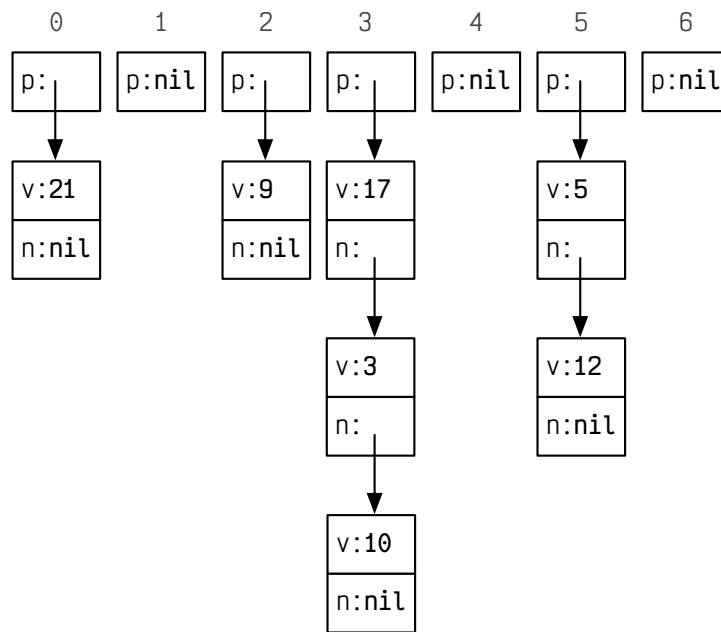 0 1 2 3 4 5 6
p: p:nil p: p: p:nil p: p:nil
v:21 v:9 v:17 v:5
n:nil n:nil n: n:
v:3 v:12
n: n:nil
v:10
n:nil